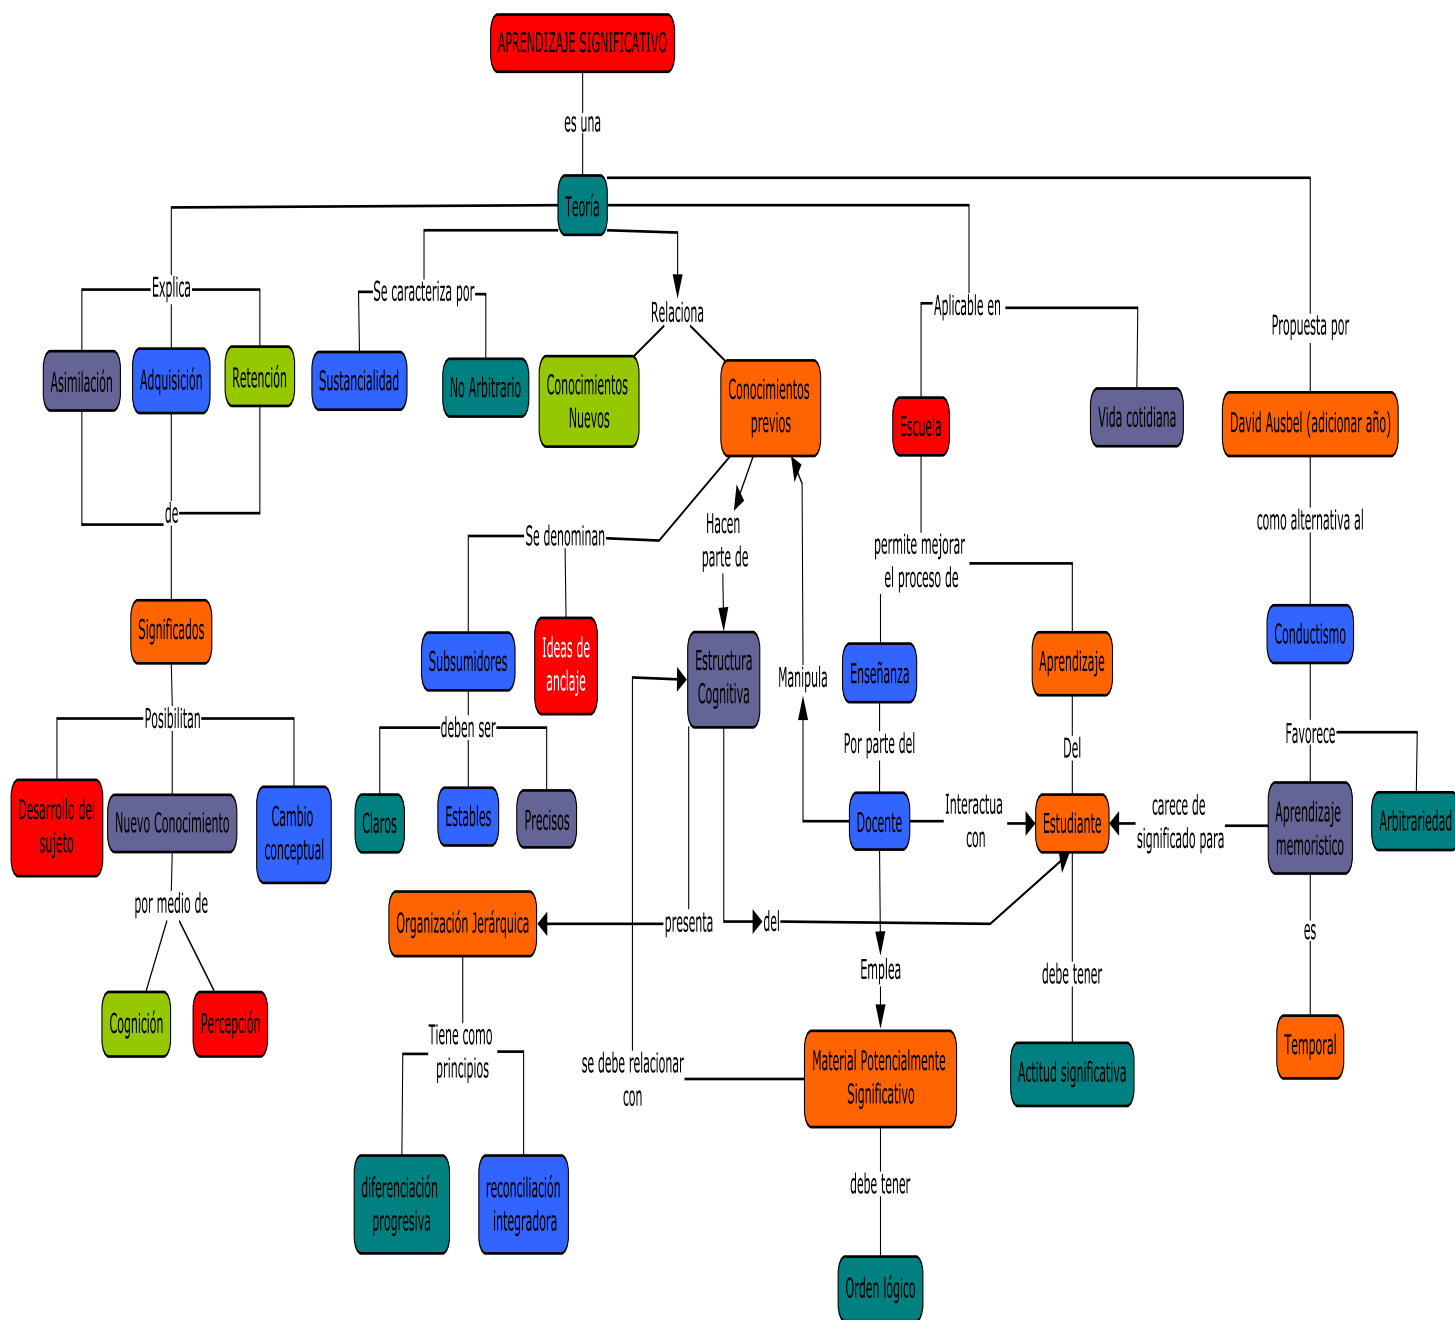 APRENDIZAJE SIGNIFICATIVO
es una
Teoría
Explica
Se caracteriza por
Relaciona
Aplicable en
Propuesta por
Asimilación
Adquisición
Retención
Sustancialidad
No Arbitrario
Conocimientos
Nuevos
Conocimientos
previos
Escuela
Vida cotidiana
David Ausbel (adicionar año)
de
Se denominan
Hacen
parte de
permite mejorar
el proceso de
como alternativa al
Significados
Subsumidores
Ideas de
anclaje
Estructura
Cognitiva
Manipula
Enseñanza
Aprendizaje
Conductismo
Posibilitan
deben ser
Por parte del
Del
Favorece
Desarrollo del
sujeto
Nuevo Conocimiento
Cambio
conceptual
Claros
Estables
Precisos
Docente
Interactua
con
Estudiante
carece de
significado para
Aprendizaje
memoristico
Arbitrariedad
por medio de
Organización Jerárquica
presenta
del
Emplea
debe tener
es
Cognición
Percepción
Tiene como
principios
se debe relacionar
con
Material Potencialmente
Significativo
Actitud significativa
Temporal
diferenciación
progresiva
reconciliación
integradora
debe tener
Orden lógico